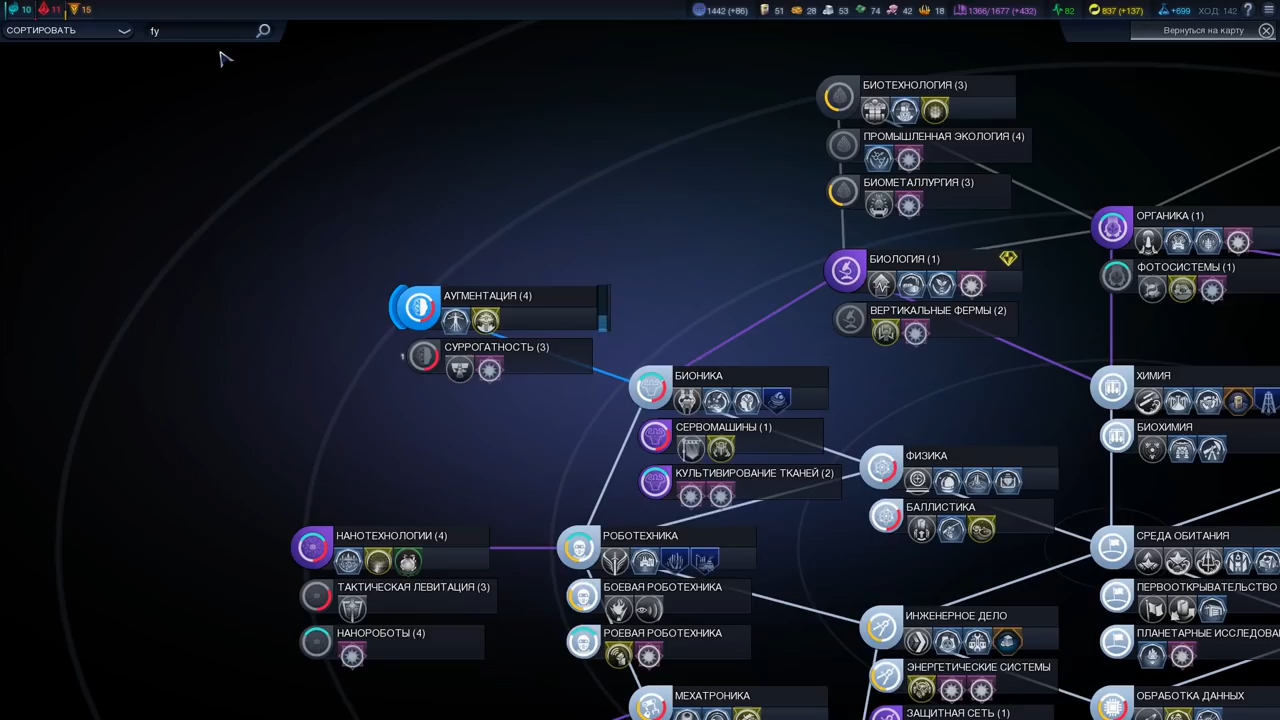 10 11 15 1442 (+86) 51 28 53 74 42 18 1366/1677 (+432) 82 837 (+137) +699 ХОД: 142 ?
СОРТИРОВАТЬ fy Вернуться на карту
БИОТЕХНОЛОГИЯ (3)
ПРОМЫШЛЕННАЯ ЭКОЛОГИЯ (4)
БИОМЕТАЛЛУРГИЯ (3)
ОРГАНИКА (1)
БИОЛОГИЯ (1)
ФОТОСИСТЕМЫ (1)
АУГМЕНТАЦИЯ (4)
ВЕРТИКАЛЬНЫЕ ФЕРМЫ (2)
1 СУРРОГАТНОСТЬ (3)
БИОНИКА
ХИМИЯ
СЕРВОМАШИНЫ (1)
БИОХИМИЯ
ФИЗИКА
КУЛЬТИВИРОВАНИЕ ТКАНЕЙ (2)
БАЛЛИСТИКА
НАНОТЕХНОЛОГИИ (4)
РОБОТЕХНИКА
СРЕДА ОБИТАНИЯ
ТАКТИЧЕСКАЯ ЛЕВИТАЦИЯ (3)
БОЕВАЯ РОБОТЕХНИКА
ПЕРВООТКРЫВАТЕЛЬСТВО
ИНЖЕНЕРНОЕ ДЕЛО
НАНОРОБОТЫ (4)
РОЕВАЯ РОБОТЕХНИКА
ПЛАНЕТАРНЫЕ ИССЛЕДОВА
ЭНЕРГЕТИЧЕСКИЕ СИСТЕМЫ
МЕХАТРОНИКА
ОБРАБОТКА ДАННЫХ
ЗАЩИТНАЯ СЕТЬ (1)